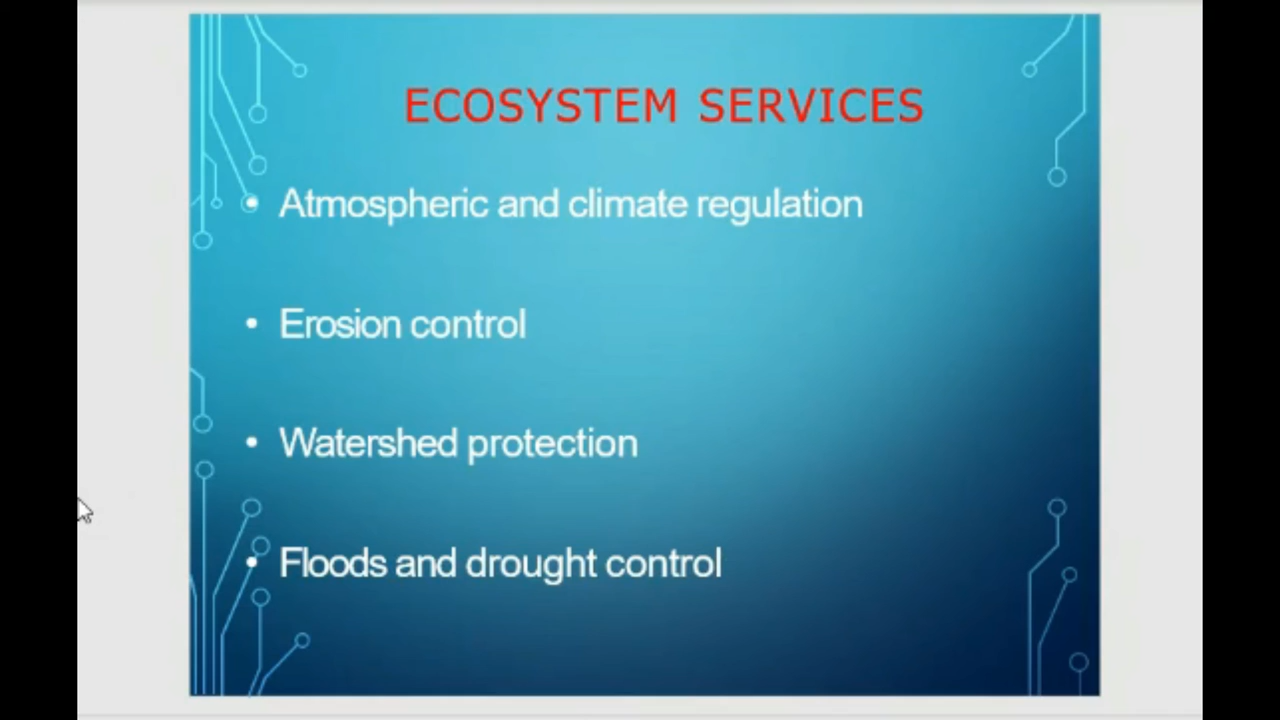 ECOSYSTEM SERVICES
• Atmospheric and climate regulation
• Erosion control
• Watershed protection
• Floods and drought control